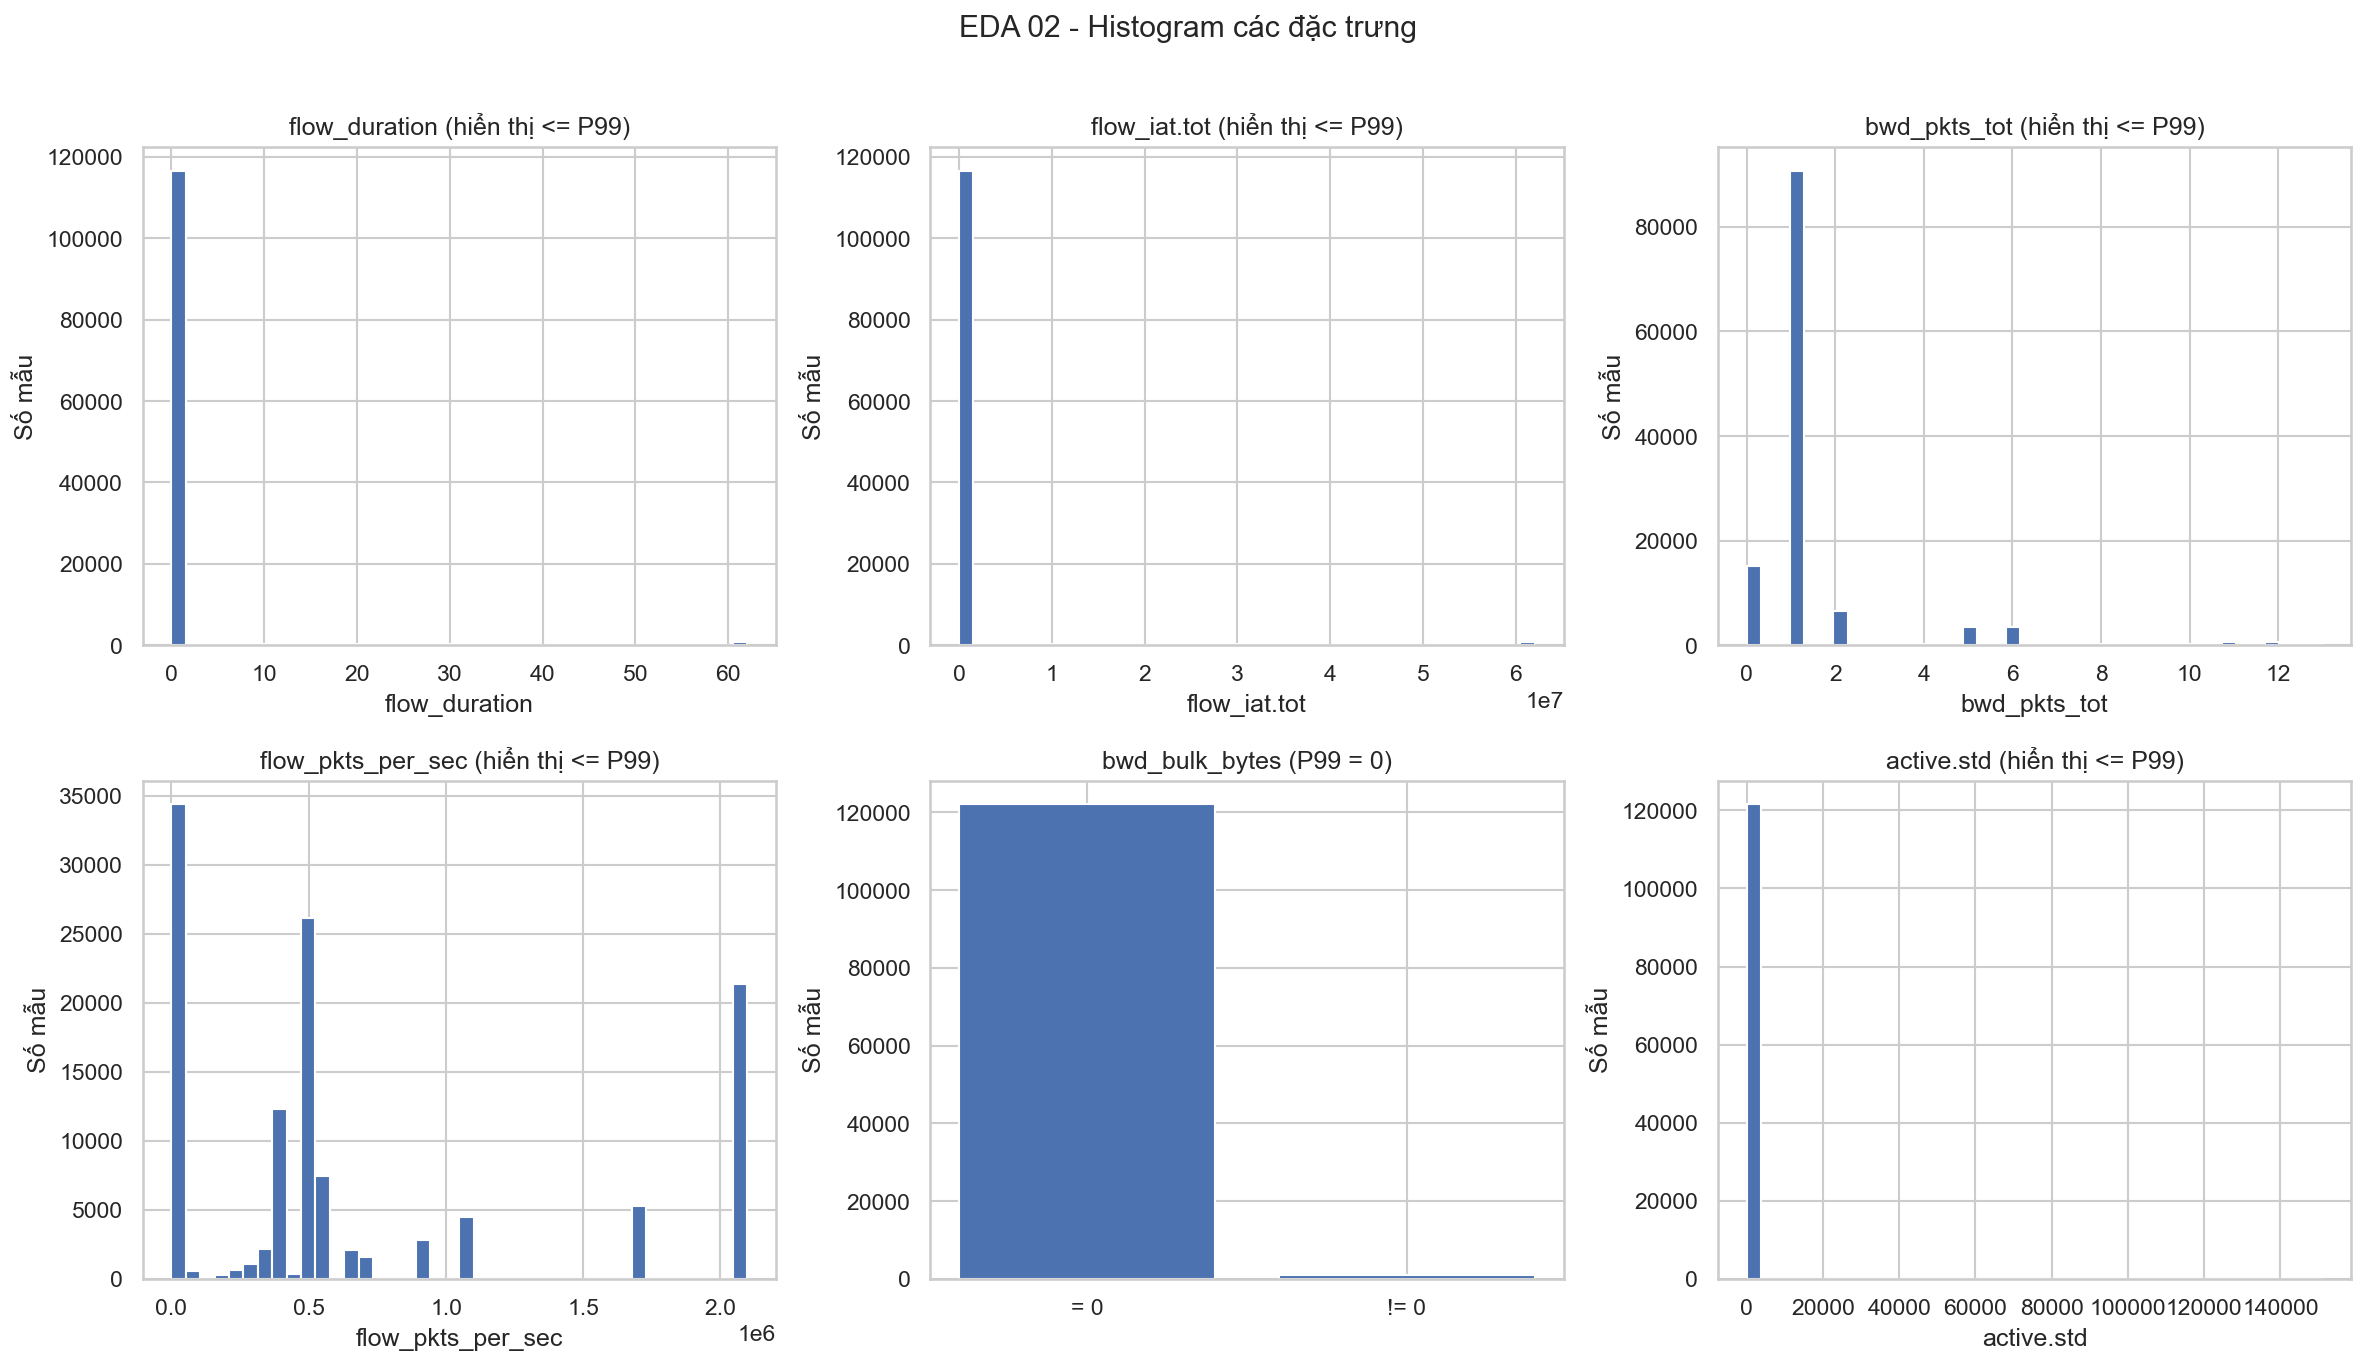 EDA 02 - Histogram các đặc trưng
flow_duration (hiển thị <= P99)
120000
100000
80000
60000
40000
20000
0
Số mẫu
0 10 20 30 40 50 60
flow_duration
flow_iat.tot (hiển thị <= P99)
120000
100000
80000
60000
40000
20000
0
Số mẫu
0 1 2 3 4 5 6
1e7
flow_iat.tot
bwd_pkts_tot (hiển thị <= P99)
80000
60000
40000
20000
0
Số mẫu
0 2 4 6 8 10 12
bwd_pkts_tot
flow_pkts_per_sec (hiển thị <= P99)
35000
30000
25000
20000
15000
10000
5000
0
Số mẫu
0.0 0.5 1.0 1.5 2.0
1e6
flow_pkts_per_sec
bwd_bulk_bytes (P99 = 0)
120000
100000
80000
60000
40000
20000
0
Số mẫu
= 0 != 0
active.std (hiển thị <= P99)
120000
100000
80000
60000
40000
20000
0
Số mẫu
0 20000 40000 60000 80000 100000 120000 140000
active.std